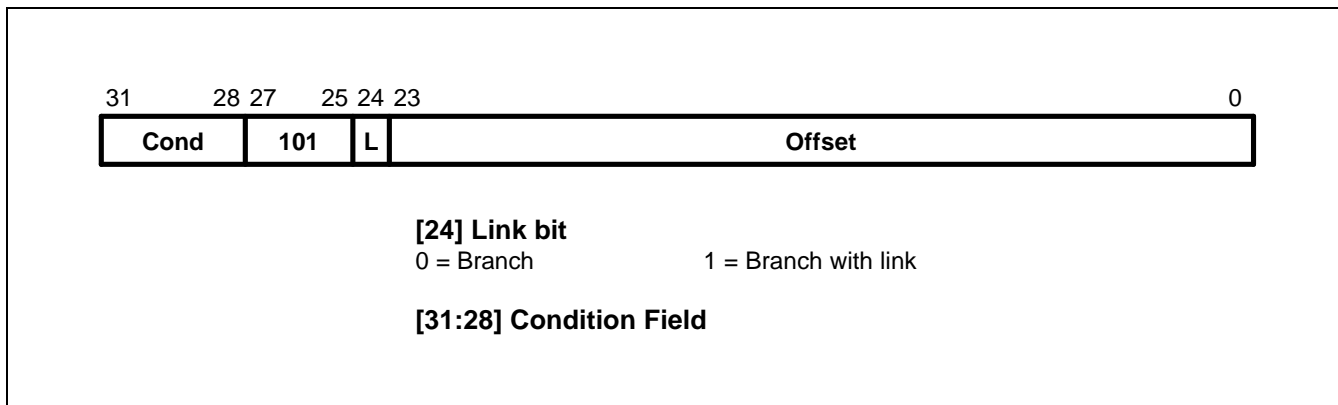 31 28 27 25 24 23 0
Cond 101 L Offset
[24] Link bit
0 = Branch 1 = Branch with link
[31:28] Condition Field